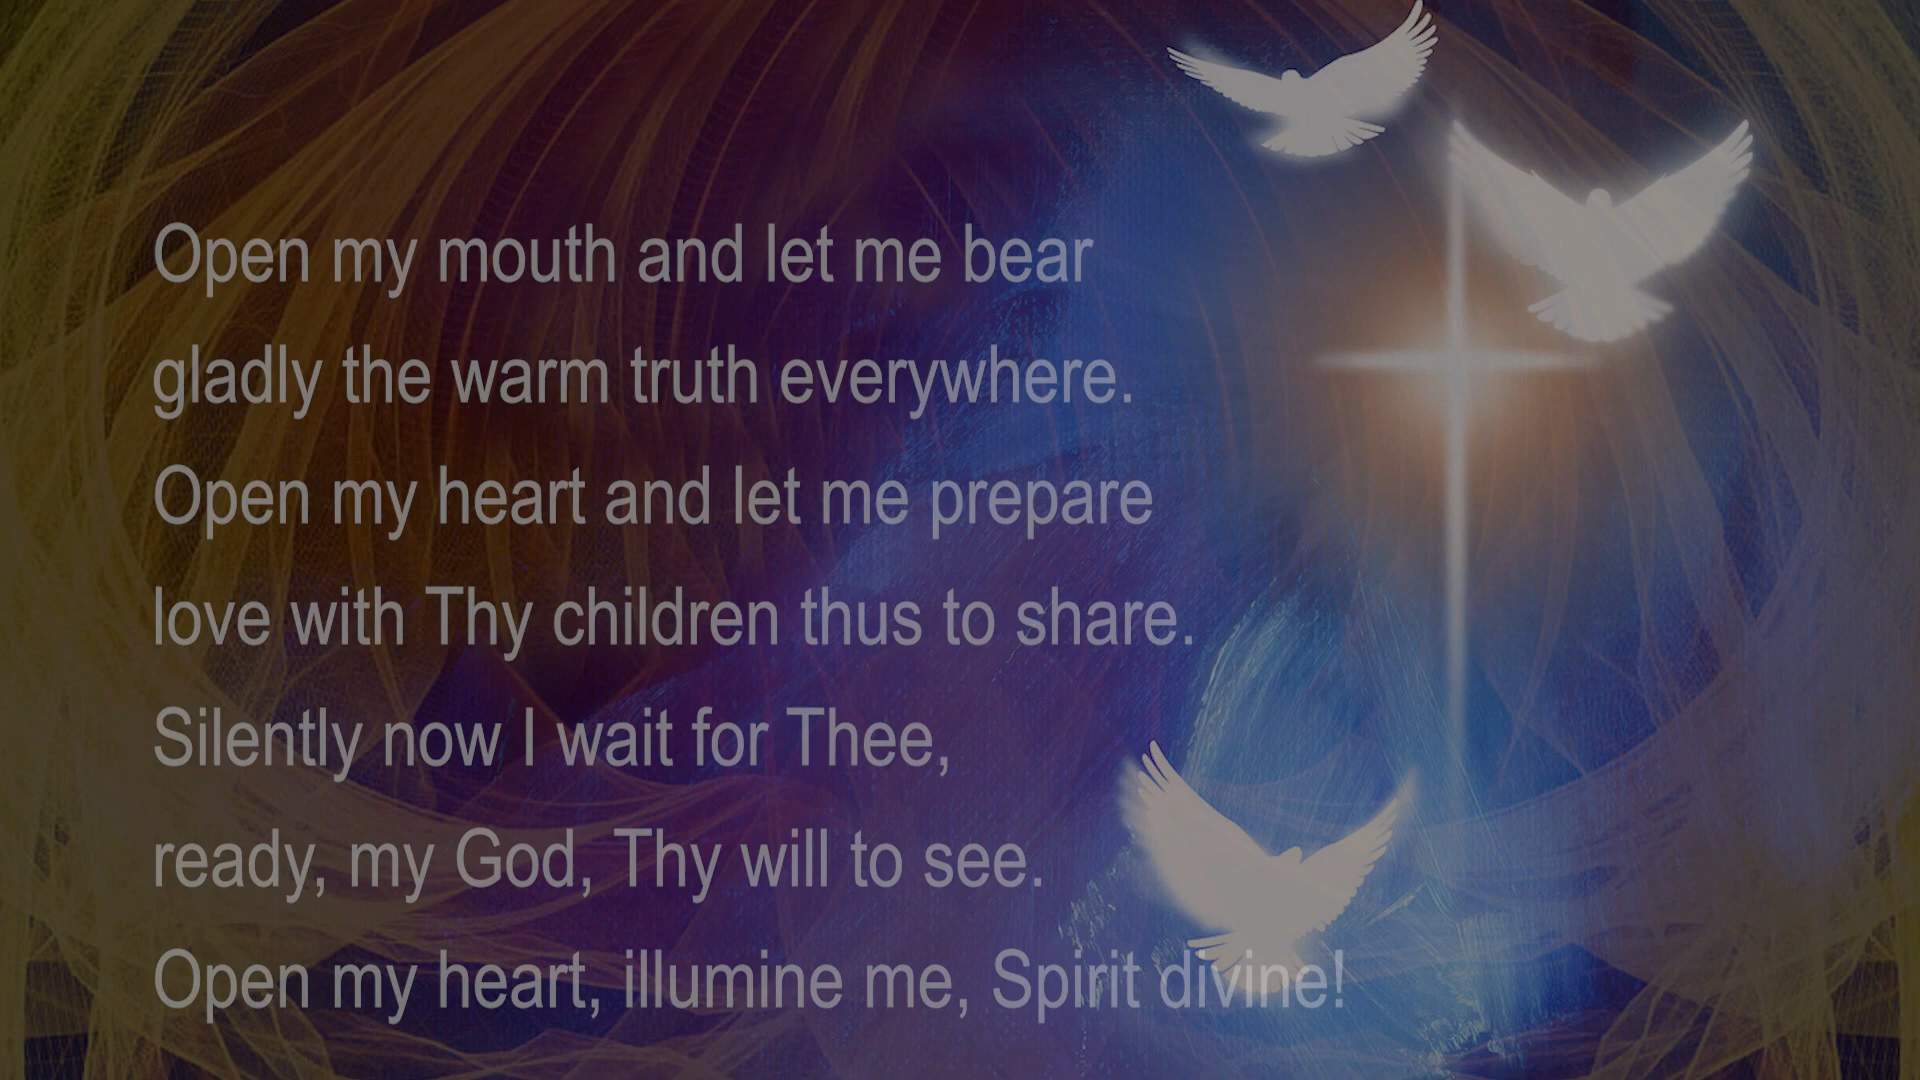 Open my mouth and let me bear
gladly the warm truth everywhere.
Open my heart and let me prepare
love with Thy children thus to share.
Silently now I wait for Thee,
ready, my God, Thy will to see.
Open my heart, illumine me, Spirit divine!